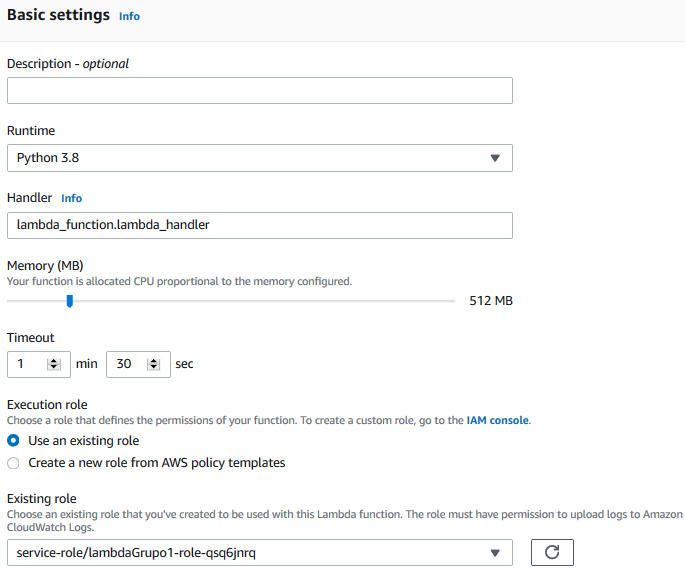 Basic settings Info
Description - optional
Runtime
Python 3.8
Handler Info
lambda_function.lambda_handler
Memory (MB)
Your function is allocated CPU proportional to the memory configured.
512 MB
Timeout
1 min 30 sec
Execution role
Choose a role that defines the permissions of your function. To create a custom role, go to the IAM console.
Use an existing role
Create a new role from AWS policy templates
Existing role
Choose an existing role that you've created to be used with this Lambda function. The role must have permission to upload logs to Amazon
CloudWatch Logs.
service-role/lambdaGrupo1-role-qsq6jnrq